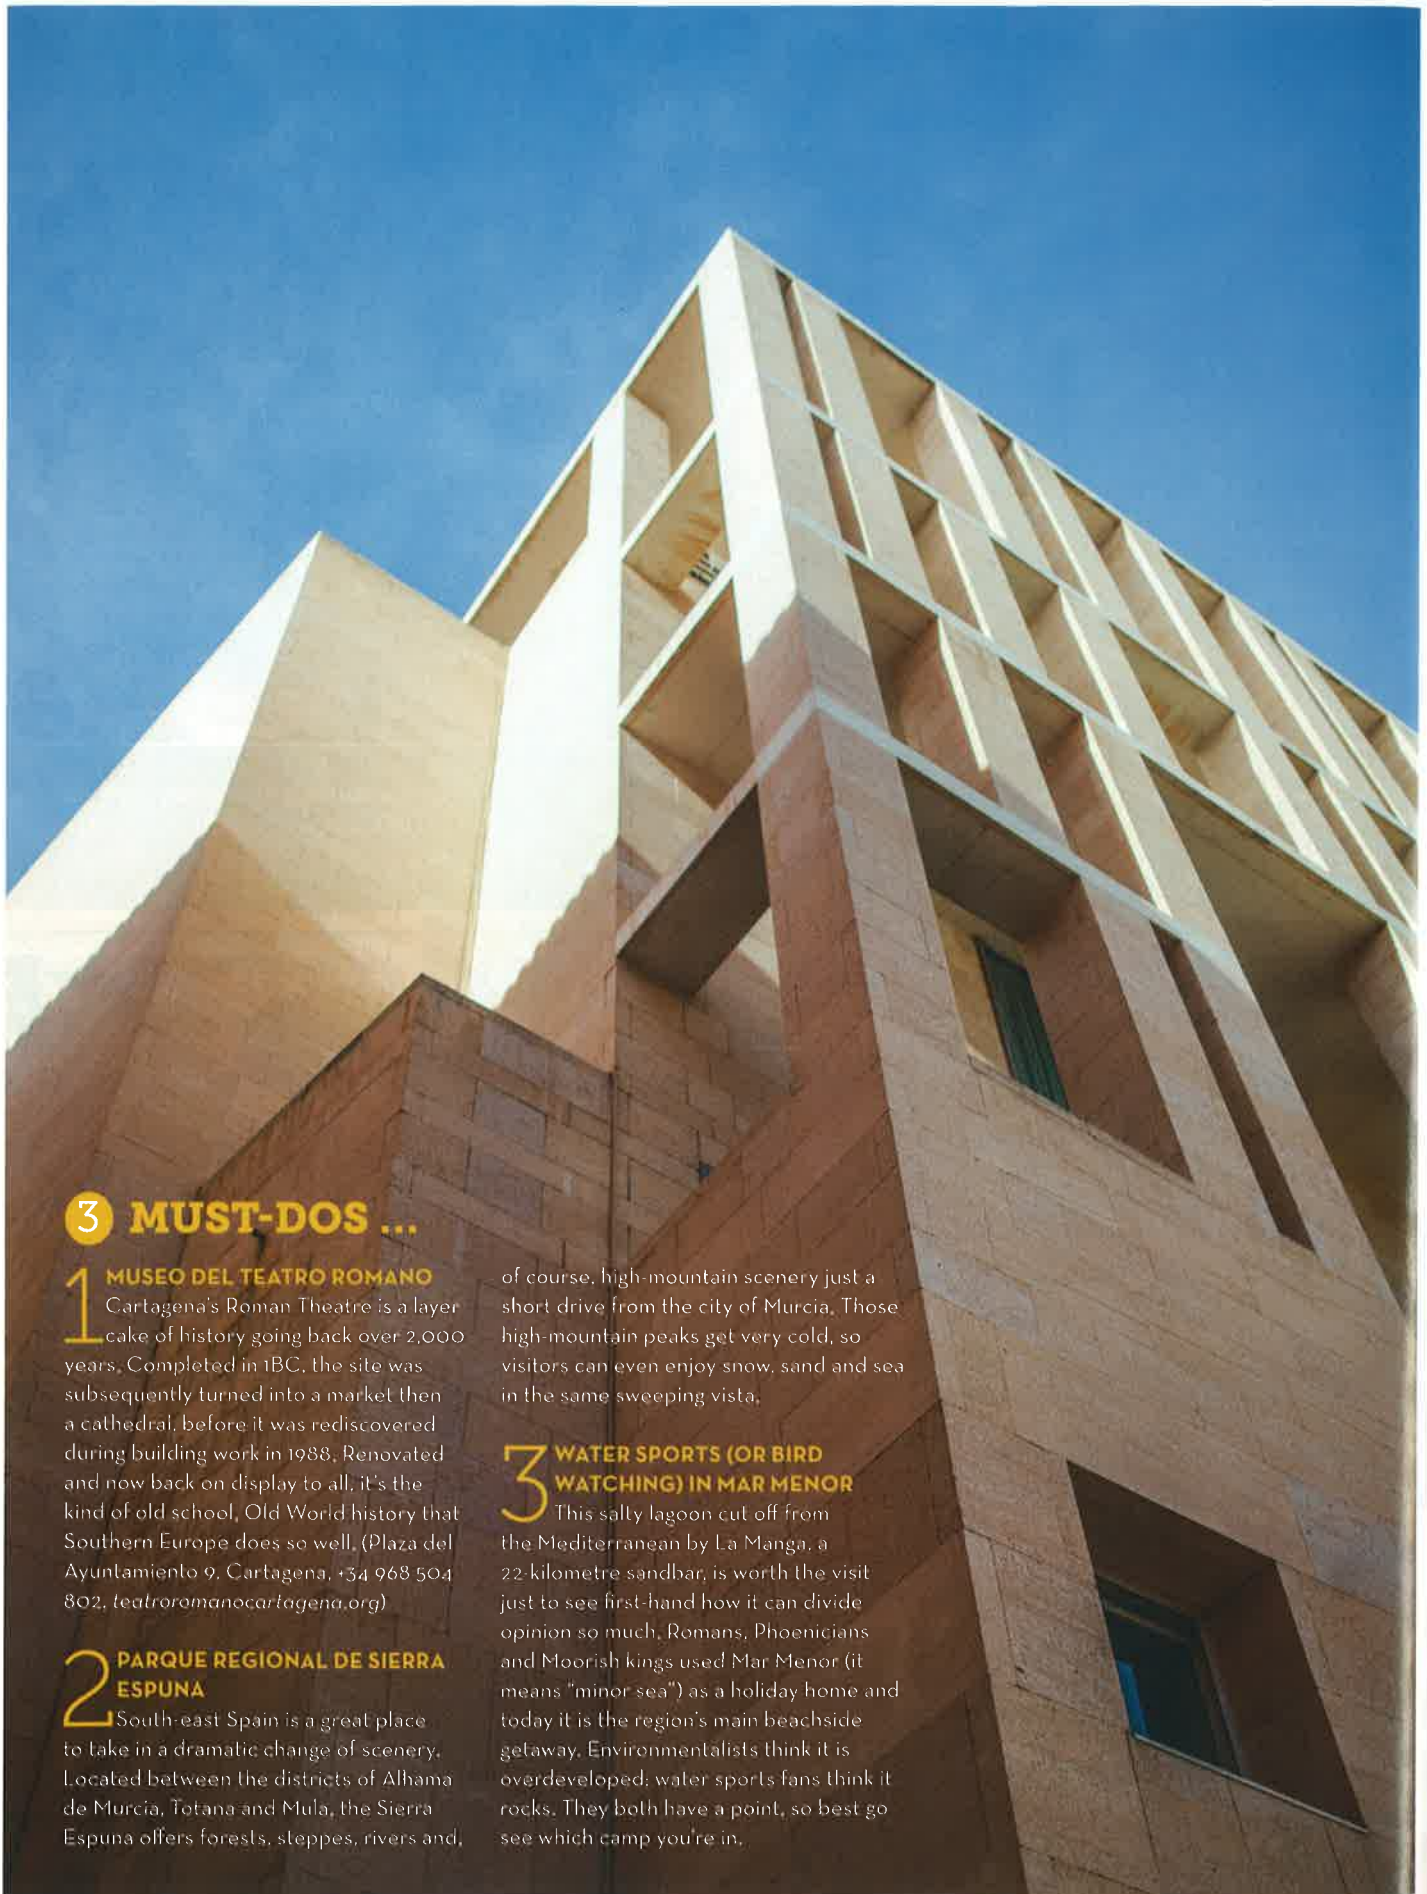 3 MUST-DOS ...
1 MUSEO DEL TEATRO ROMANO
Cartagena's Roman Theatre is a layer
cake of history going back over 2,000
years. Completed in 1BC, the site was
subsequently turned into a market then
a cathedral, before it was rediscovered
during building work in 1988. Renovated
and now back on display to all, it's the
kind of old school, Old World history that
Southern Europe does so well. (Plaza del
Ayuntamiento 9, Cartagena, +34 968 504
802, teatroromanocartagena.org)
2 PARQUE REGIONAL DE SIERRA
ESPUNA
South-east Spain is a great place
to take in a dramatic change of scenery.
Located between the districts of Alhama
de Murcia, Totana and Mula, the Sierra
Espuna offers forests, steppes, rivers and,
of course, high-mountain scenery just a
short drive from the city of Murcia. Those
high-mountain peaks get very cold, so
visitors can even enjoy snow, sand and sea
in the same sweeping vista.
3 WATER SPORTS (OR BIRD
WATCHING) IN MAR MENOR
This salty lagoon cut off from
the Mediterranean by La Manga, a
22-kilometre sandbar, is worth the visit
just to see first-hand how it can divide
opinion so much. Romans, Phoenicians
and Moorish kings used Mar Menor (it
means "minor sea") as a holiday home and
today it is the region's main beachside
getaway. Environmentalists think it is
overdeveloped; water sports fans think it
rocks. They both have a point, so best go
see which camp you're in.